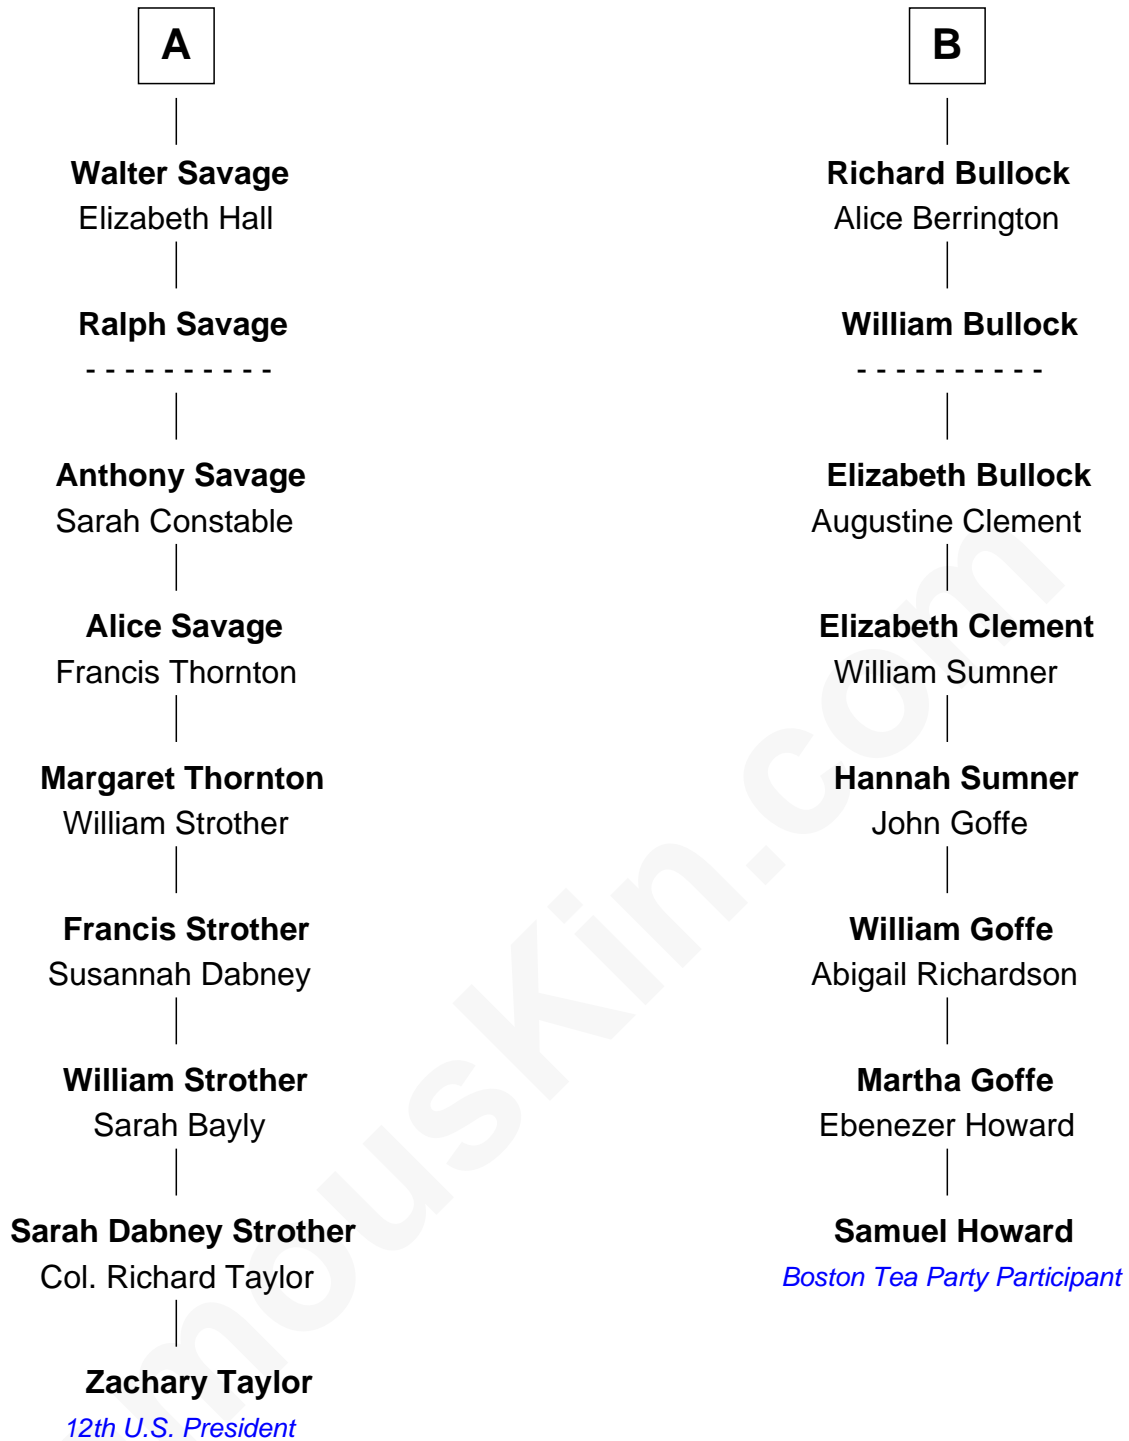 A
Walter Savage
Elizabeth Hall
Ralph Savage
- - - - - - - - - -
Anthony Savage
Sarah Constable
Alice Savage
Francis Thornton
Margaret Thornton
William Strother
Francis Strother
Susannah Dabney
William Strother
Sarah Bayly
Sarah Dabney Strother
Col. Richard Taylor
Zachary Taylor
12th U.S. President
B
Richard Bullock
Alice Berrington
William Bullock
- - - - - - - - - -
Elizabeth Bullock
Augustine Clement
Elizabeth Clement
William Sumner
Hannah Sumner
John Goffe
William Goffe
Abigail Richardson
Martha Goffe
Ebenezer Howard
Samuel Howard
Boston Tea Party Participant
mouskin.com